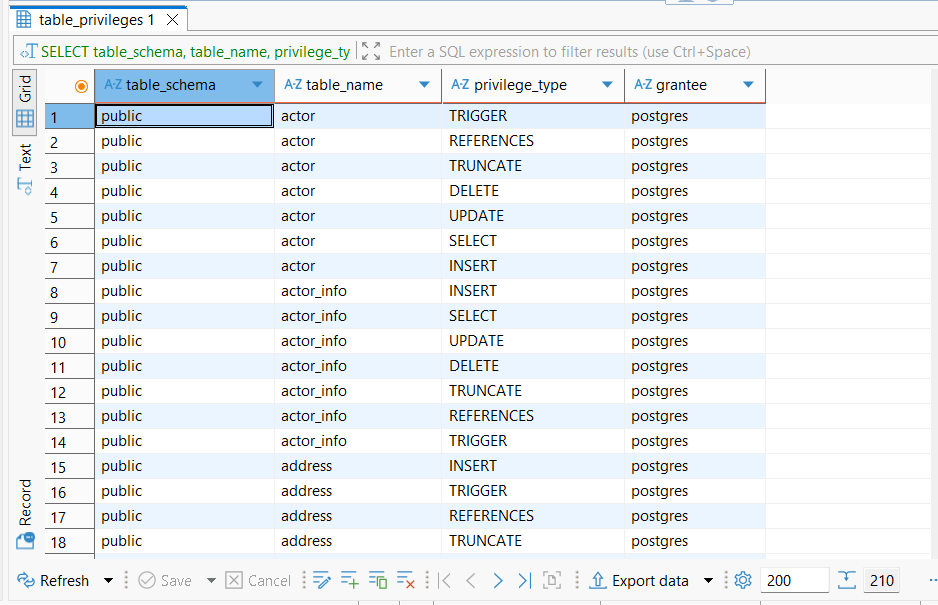 table_privileges 1
SELECT table_schema, table_name, privilege_ty Enter a SQL expression to filter results (use Ctrl+Space)
Grid
Text
Record
A-Z table_schema A-Z table_name A-Z privilege_type A-Z grantee
1 public actor TRIGGER postgres
2 public actor REFERENCES postgres
3 public actor TRUNCATE postgres
4 public actor DELETE postgres
5 public actor UPDATE postgres
6 public actor SELECT postgres
7 public actor INSERT postgres
8 public actor_info INSERT postgres
9 public actor_info SELECT postgres
10 public actor_info UPDATE postgres
11 public actor_info DELETE postgres
12 public actor_info TRUNCATE postgres
13 public actor_info REFERENCES postgres
14 public actor_info TRIGGER postgres
15 public address INSERT postgres
16 public address TRIGGER postgres
17 public address REFERENCES postgres
18 public address TRUNCATE postgres
Refresh Save Cancel Export data 200 210